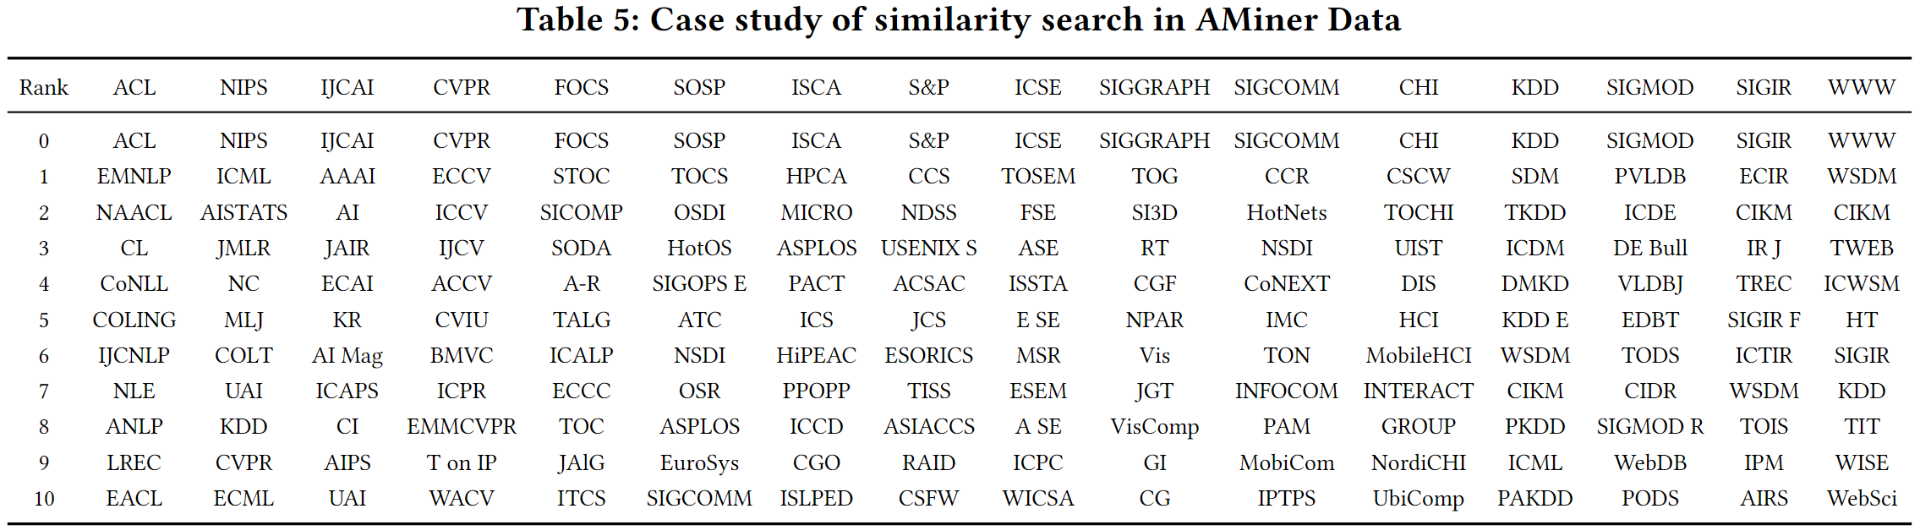 Table 5: Case study of similarity search in AMiner Data
Rank ACL NIPS IJCAI CVPR FOCS SOSP ISCA S&P ICSE SIGGRAPH SIGCOMM CHI KDD SIGMOD SIGIR WWW
0 ACL NIPS IJCAI CVPR FOCS SOSP ISCA S&P ICSE SIGGRAPH SIGCOMM CHI KDD SIGMOD SIGIR WWW
1 EMNLP ICML AAAI ECCV STOC TOCS HPCA CCS TOSEM TOG CCR CSCW SDM PVLDB ECIR WSDM
2 NAACL AISTATS AI ICCV SICOMP OSDI MICRO NDSS FSE SI3D HotNets TOCHI TKDD ICDE CIKM CIKM
3 CL JMLR JAIR IJCV SODA HotOS ASPLOS USENIX S ASE RT NSDI UIST ICDM DE Bull IR J TWEB
4 CoNLL NC ECAI ACCV A-R SIGOPS E PACT ACSAC ISSTA CGF CoNEXT DIS DMKD VLDBJ TREC ICWSM
5 COLING MLJ KR CVIU TALG ATC ICS JCS E SE NPAR IMC HCI KDD E EDBT SIGIR F HT
6 IJCNLP COLT AI Mag BMVC ICALP NSDI HiPEAC ESORICS MSR Vis TON MobileHCI WSDM TODS ICTIR SIGIR
7 NLE UAI ICAPS ICPR ECCC OSR PPOPP TISS ESEM JGT INFOCOM INTERACT CIKM CIDR WSDM KDD
8 ANLP KDD CI EMMCVPR TOC ASPLOS ICCD ASIACCS A SE VisComp PAM GROUP PKDD SIGMOD R TOIS TIT
9 LREC CVPR AIPS T on IP JAlG EuroSys CGO RAID ICPC GI MobiCom NordiCHI ICML WebDB IPM WISE
10 EACL ECML UAI WACV ITCS SIGCOMM ISLPED CSFW WICSA CG IPTPS UbiComp PAKDD PODS AIRS WebSci